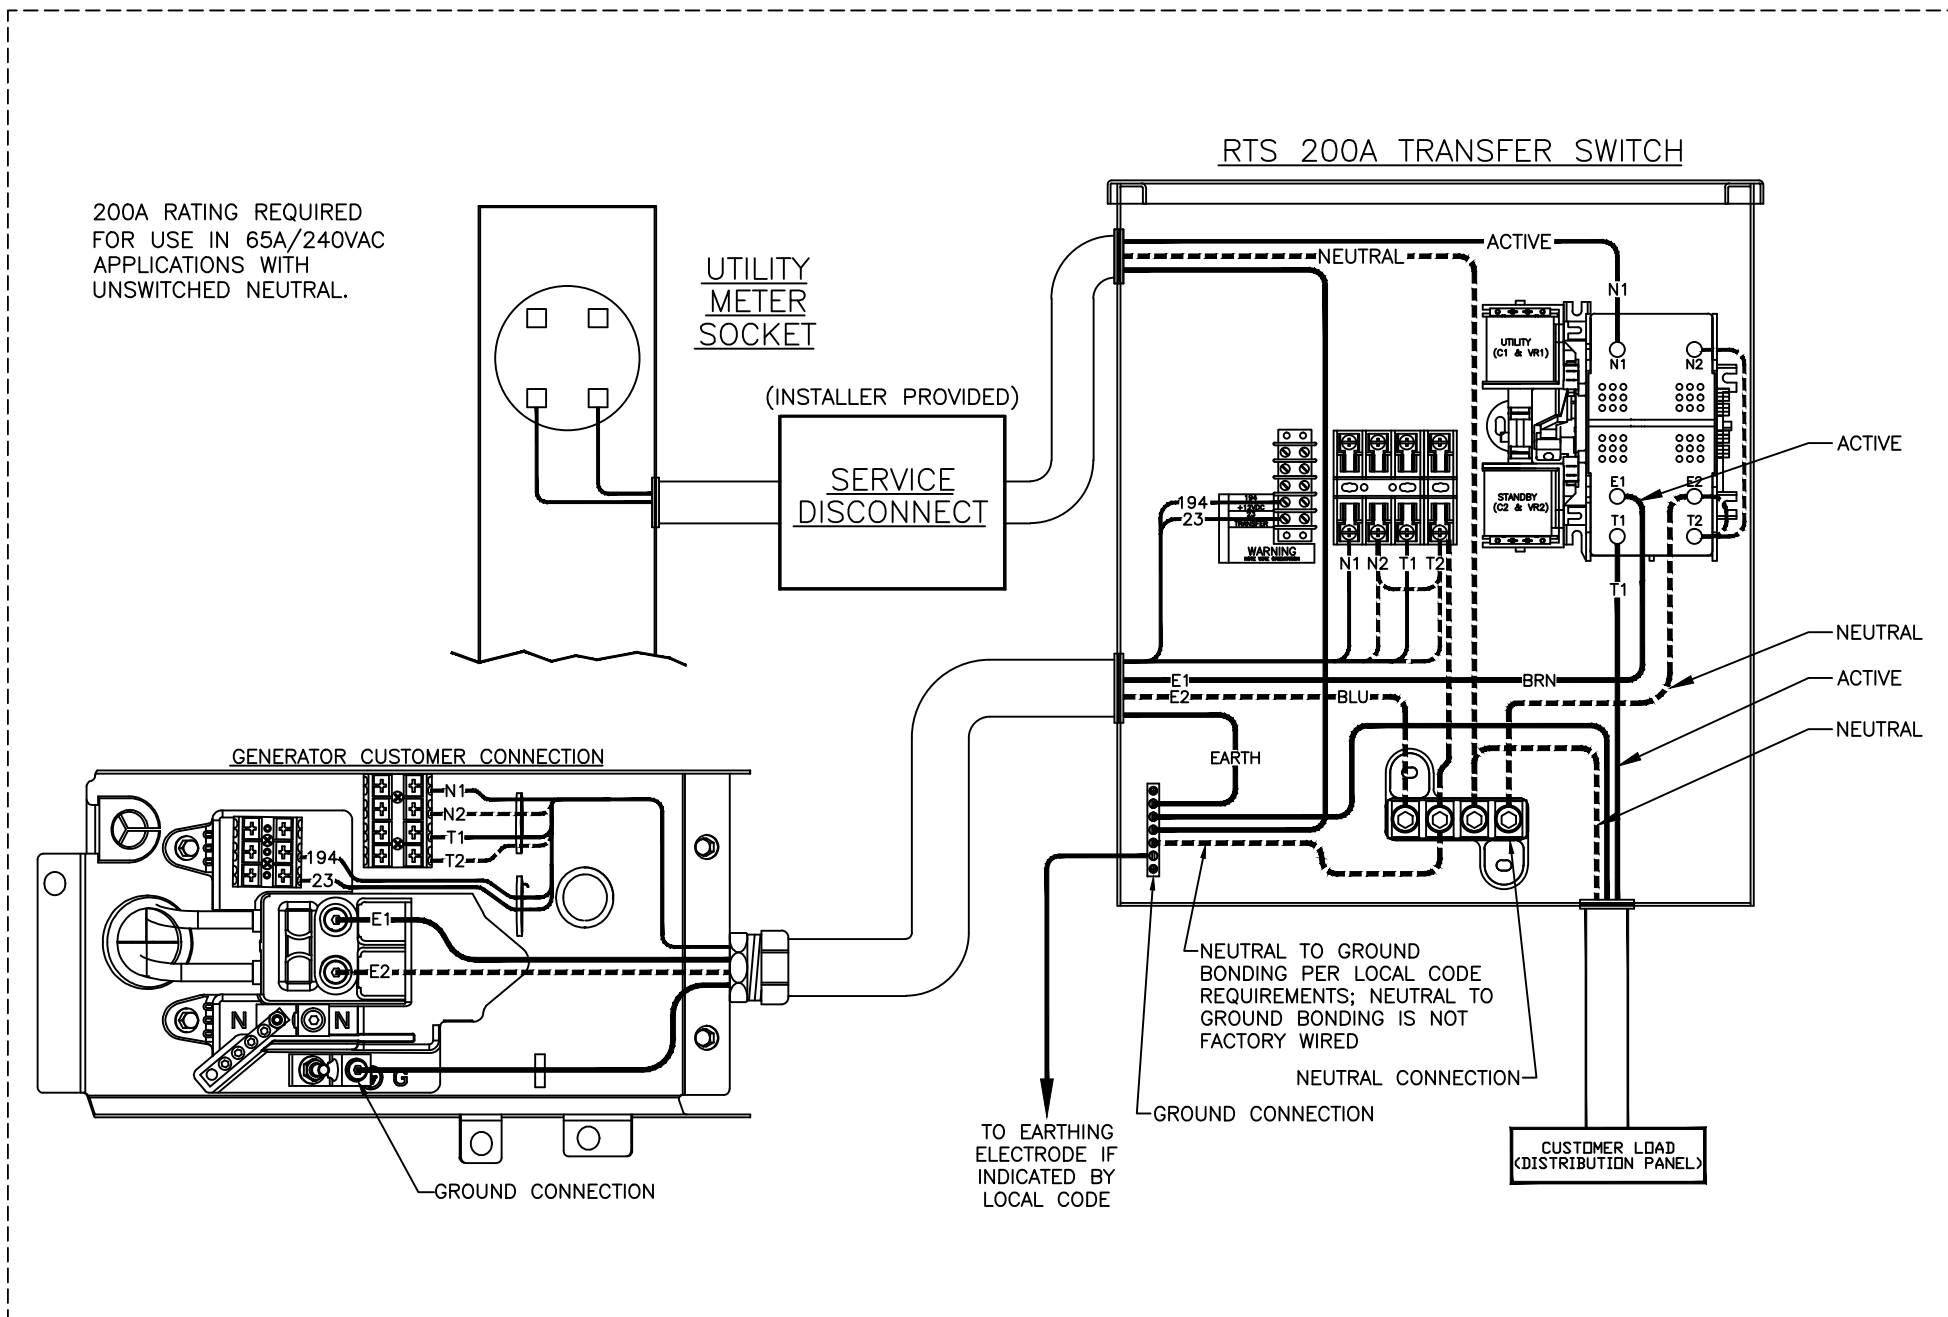 RTS 200A TRANSFER SWITCH
200A RATING REQUIRED
FOR USE IN 65A/240VAC
APPLICATIONS WITH
UNSWITCHED NEUTRAL.
UTILITY
METER
SOCKET
(INSTALLER PROVIDED)
SERVICE
DISCONNECT
ACTIVE
NEUTRAL
N1
UTILITY
(C1 & VR1)
N1
N2
ACTIVE
E1
E2
STANDBY
(C2 & VR2)
T1
T2
194
23
194
+12VDC
23
TRANSFER
WARNING
N1 N2 T1 T2
T1
NEUTRAL
ACTIVE
NEUTRAL
E1
BRN
E2
BLU
EARTH
GENERATOR CUSTOMER CONNECTION
N1
N2
T1
T2
194
23
E1
E2
N
N
G
GROUND CONNECTION
NEUTRAL TO GROUND
BONDING PER LOCAL CODE
REQUIREMENTS; NEUTRAL TO
GROUND BONDING IS NOT
FACTORY WIRED
NEUTRAL CONNECTION
GROUND CONNECTION
TO EARTHING
ELECTRODE IF
INDICATED BY
LOCAL CODE
CUSTOMER LOAD
(DISTRIBUTION PANEL)